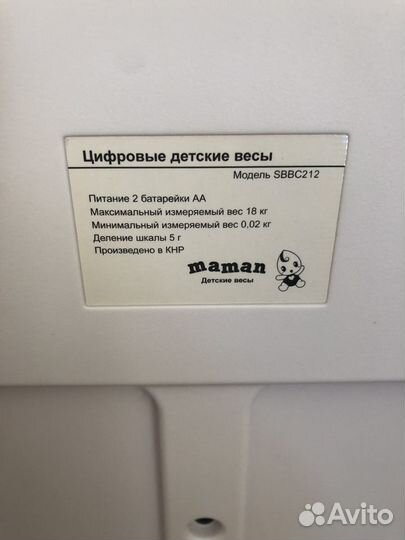 Цифровые детские весы
Модель SBBC212
Питание 2 батарейки АА
Максимальный измеряемый вес 18 кг
Минимальный измеряемый вес 0,02 кг
Деление шкалы 5 г
Произведено в КНР
maman
Детские весы
Avito